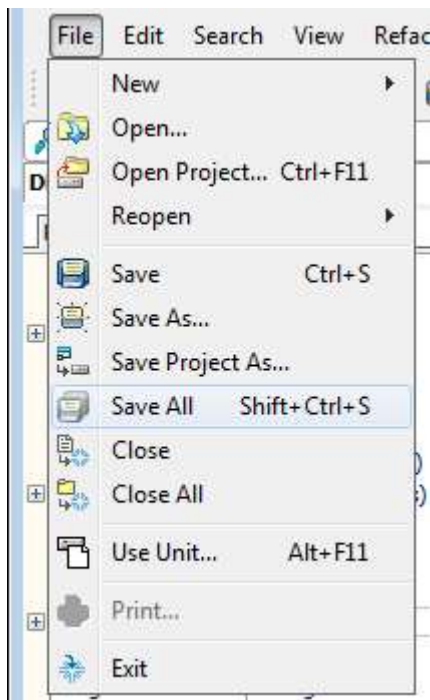 File Edit Search View Refac
New
Open...
Open Project... Ctrl+F11
Reopen
Save Ctrl+S
Save As...
Save Project As...
Save All Shift+Ctrl+S
Close
Close All
Use Unit... Alt+F11
Print...
Exit